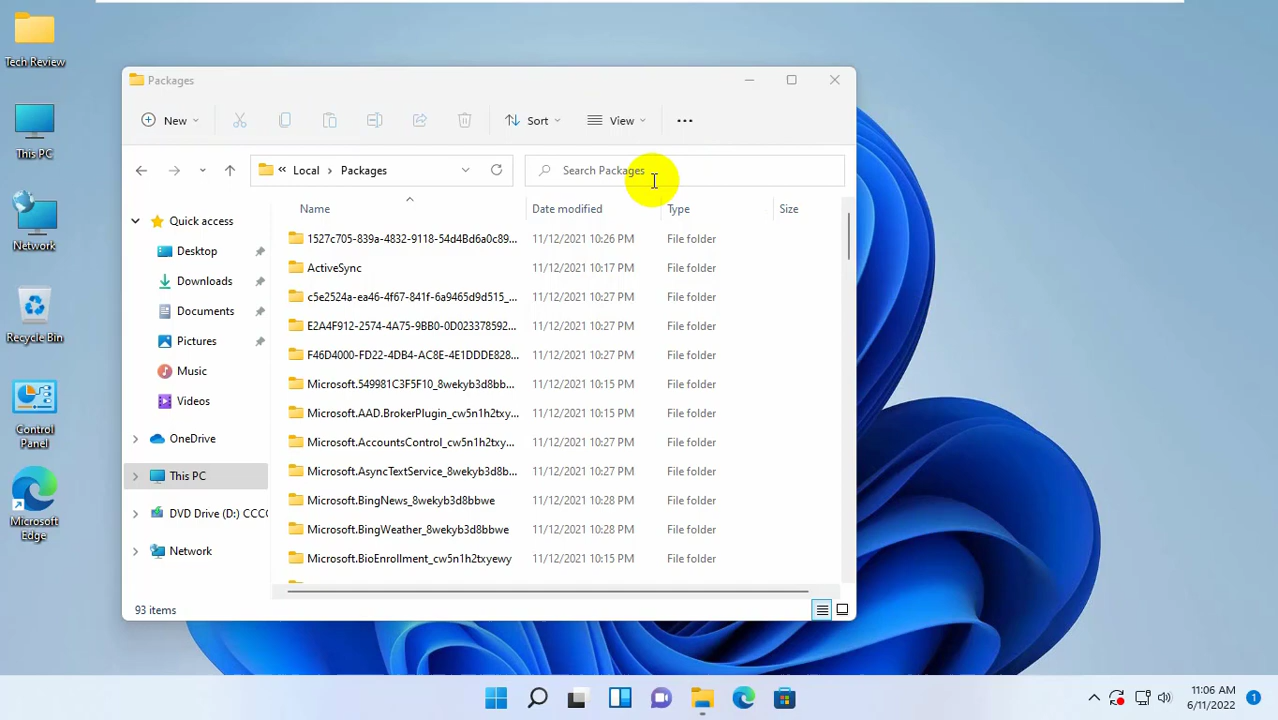 Tech Review
This PC
Network
Recycle Bin
Control
Panel
Microsoft
Edge
Packages
New
Sort
View
Local
Packages
Search Packages
Name
Date modified
Type
Size
Quick access
Desktop
Downloads
Documents
Pictures
Music
Videos
OneDrive
This PC
DVD Drive (D:) CCC
Network
1527c705-839a-4832-9118-54d4Bd6a0c89... 11/12/2021 10:26 PM File folder
ActiveSync 11/12/2021 10:17 PM File folder
c5e2524a-ea46-4f67-841f-6a9465d9d515_... 11/12/2021 10:27 PM File folder
E2A4F912-2574-4A75-9BB0-0D023378592... 11/12/2021 10:27 PM File folder
F46D4000-FD22-4DB4-AC8E-4E1DDDE828... 11/12/2021 10:27 PM File folder
Microsoft.549981C3F5F10_8wekyb3d8bb... 11/12/2021 10:15 PM File folder
Microsoft.AAD.BrokerPlugin_cw5n1h2txy... 11/12/2021 10:15 PM File folder
Microsoft.AccountsControl_cw5n1h2txy... 11/12/2021 10:27 PM File folder
Microsoft.AsyncTextService_8wekyb3d8b... 11/12/2021 10:27 PM File folder
Microsoft.BingNews_8wekyb3d8bbwe 11/12/2021 10:28 PM File folder
Microsoft.BingWeather_8wekyb3d8bbwe 11/12/2021 10:28 PM File folder
Microsoft.BioEnrollment_cw5n1h2txyewy 11/12/2021 10:15 PM File folder
93 items
11:06 AM
6/11/2022
1